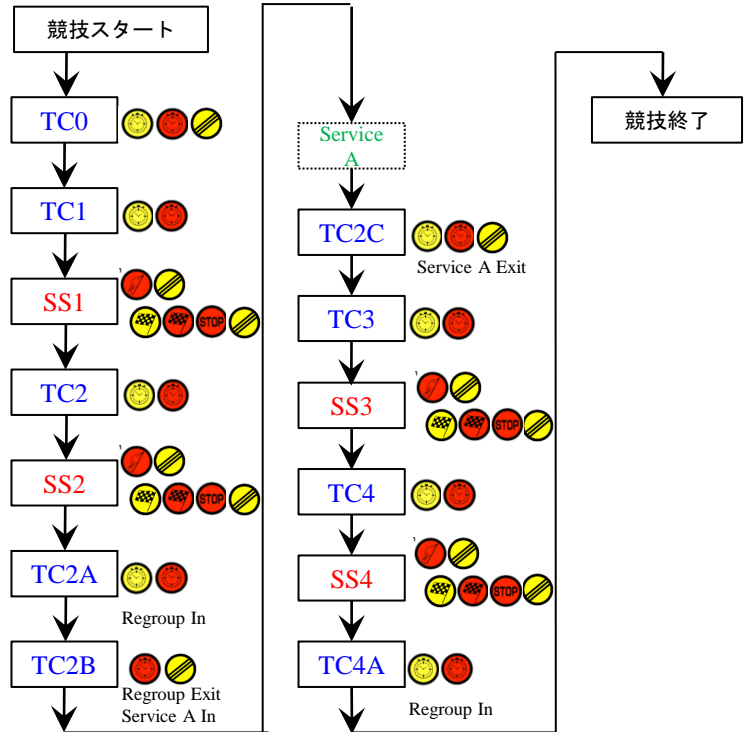 競技スタート
TC0
TC1
SS1
STOP
TC2
SS2
STOP
TC2A
Regroup In
TC2B
Regroup Exit
Service A In
Service
A
TC2C
Service A Exit
TC3
SS3
STOP
TC4
SS4
STOP
TC4A
Regroup In
競技終了